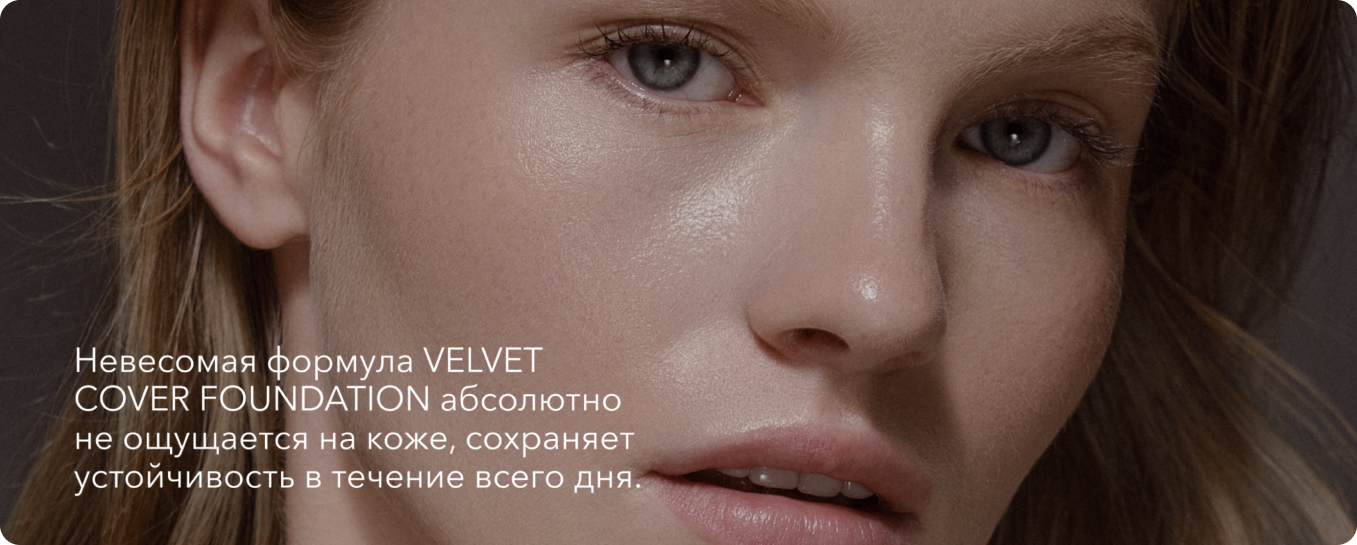 Невесомая формула VELVET
COVER FOUNDATION абсолютно
не ощущается на коже, сохраняет
устойчивость в течение всего дня.